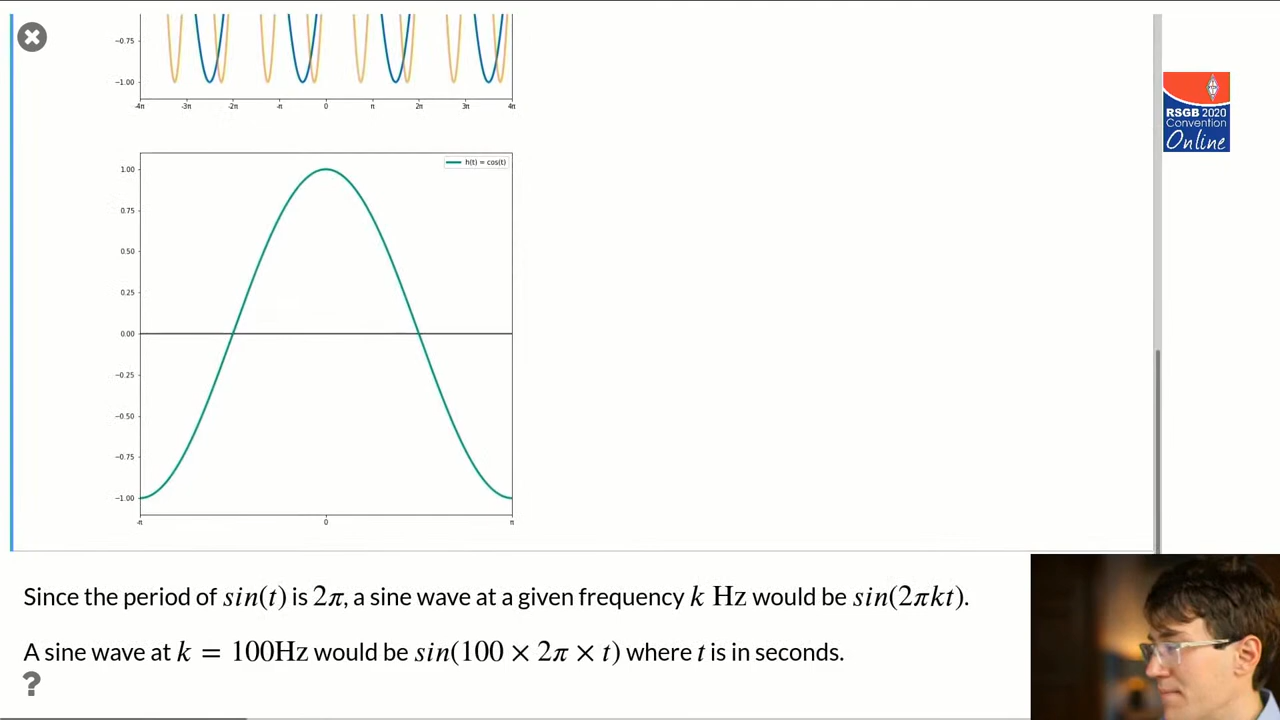 −0.75
−1.00
-4π -3π -2π -π 0 π 2π 3π 4π
RSGB 2020
Convention
Online
h(t) = cos(t)
1.00
0.75
0.50
0.25
0.00
−0.25
−0.50
−0.75
−1.00
-π 0 π
Since the period of sin(t) is 2π, a sine wave at a given frequency k Hz would be sin(2πkt).
A sine wave at k = 100Hz would be sin(100 × 2π × t) where t is in seconds.
?